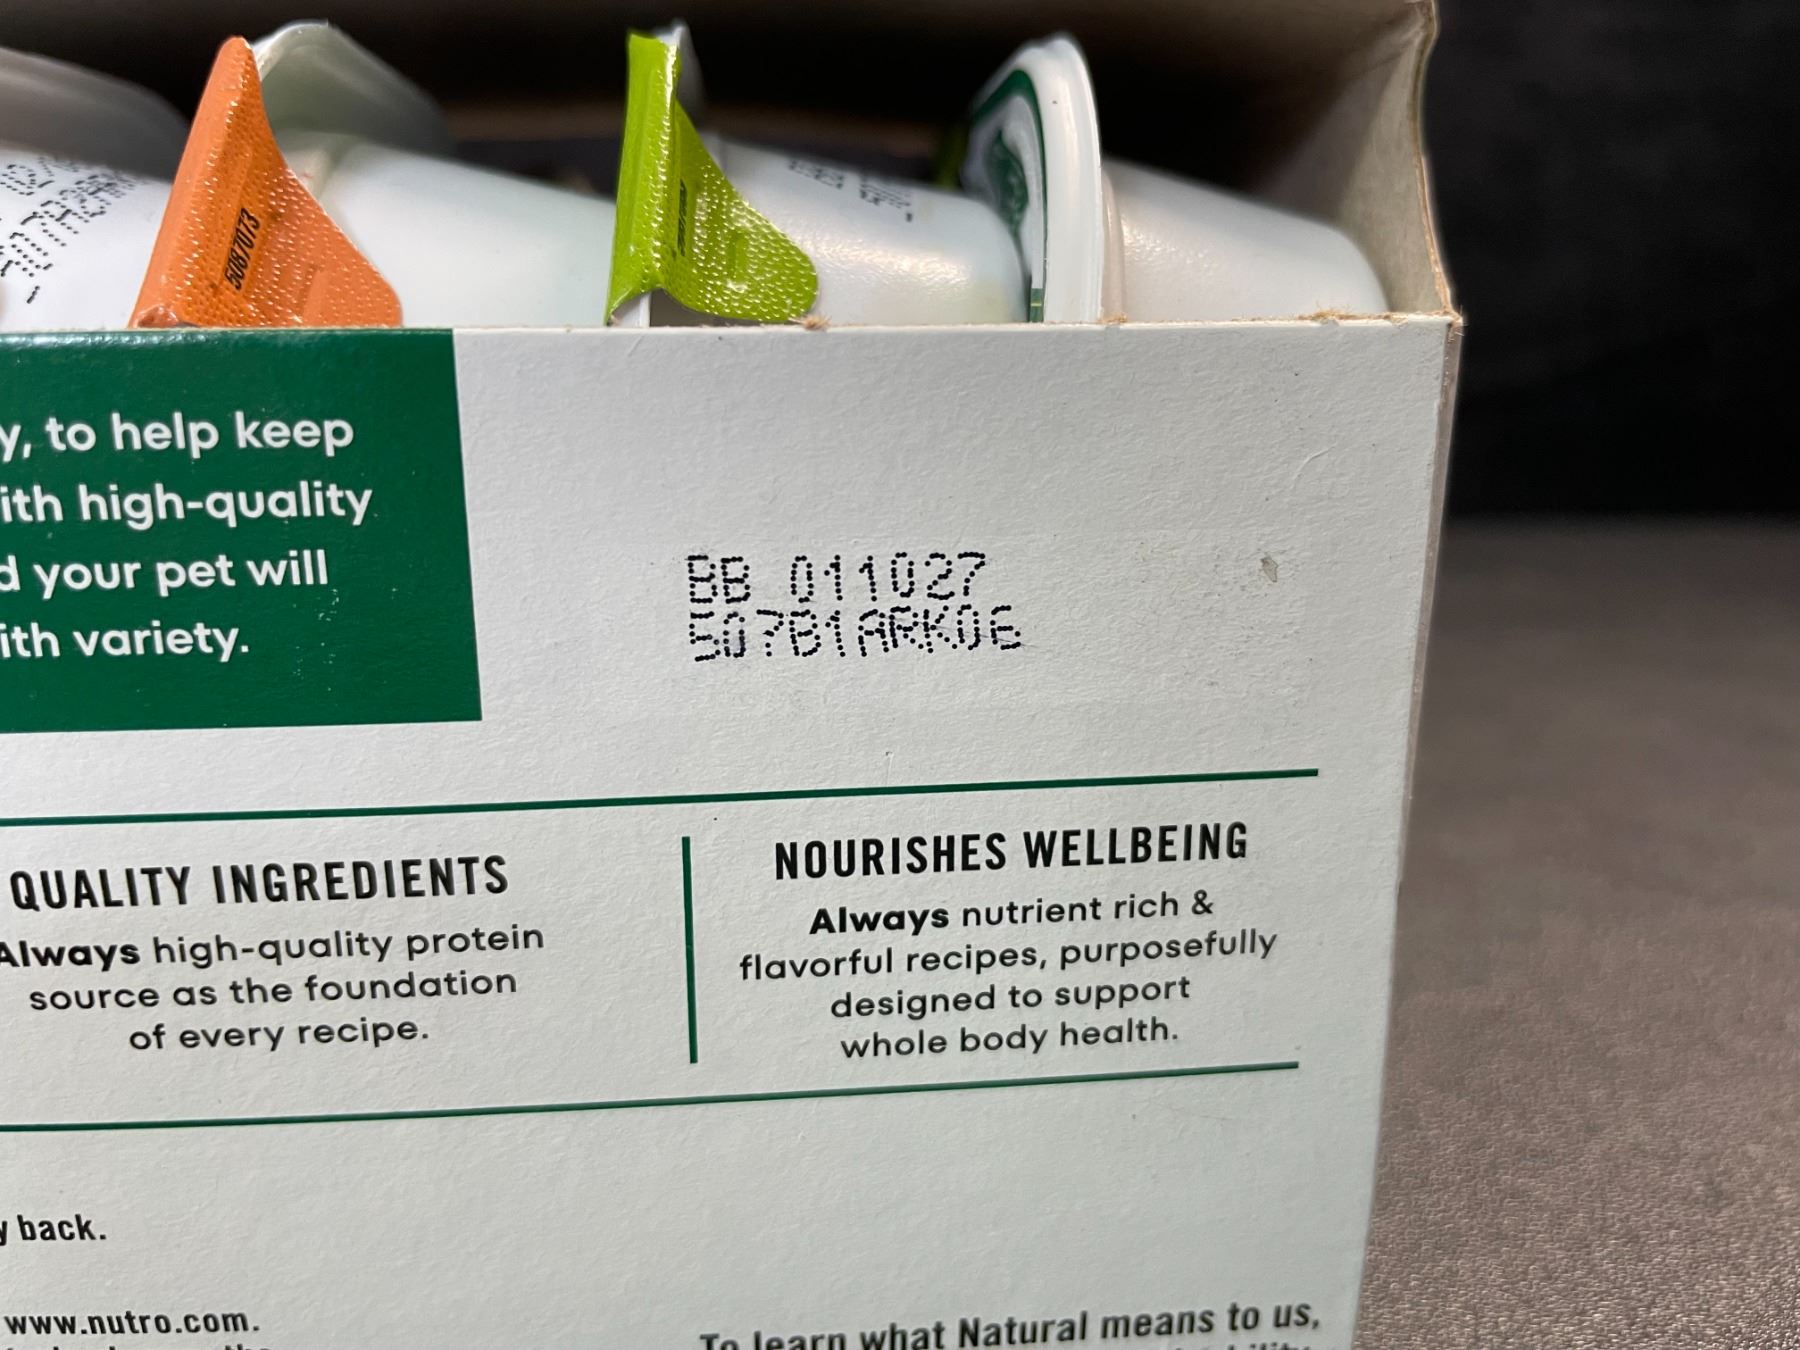 5087073
y, to help keep
ith high-quality
d your pet will
ith variety.
BB 011027
507B1ARK06
QUALITY INGREDIENTS
Always high-quality protein
source as the foundation
of every recipe.
NOURISHES WELLBEING
Always nutrient rich &
flavorful recipes, purposefully
designed to support
whole body health.
y back.
www.nutro.com.
To learn what Natural means to us,